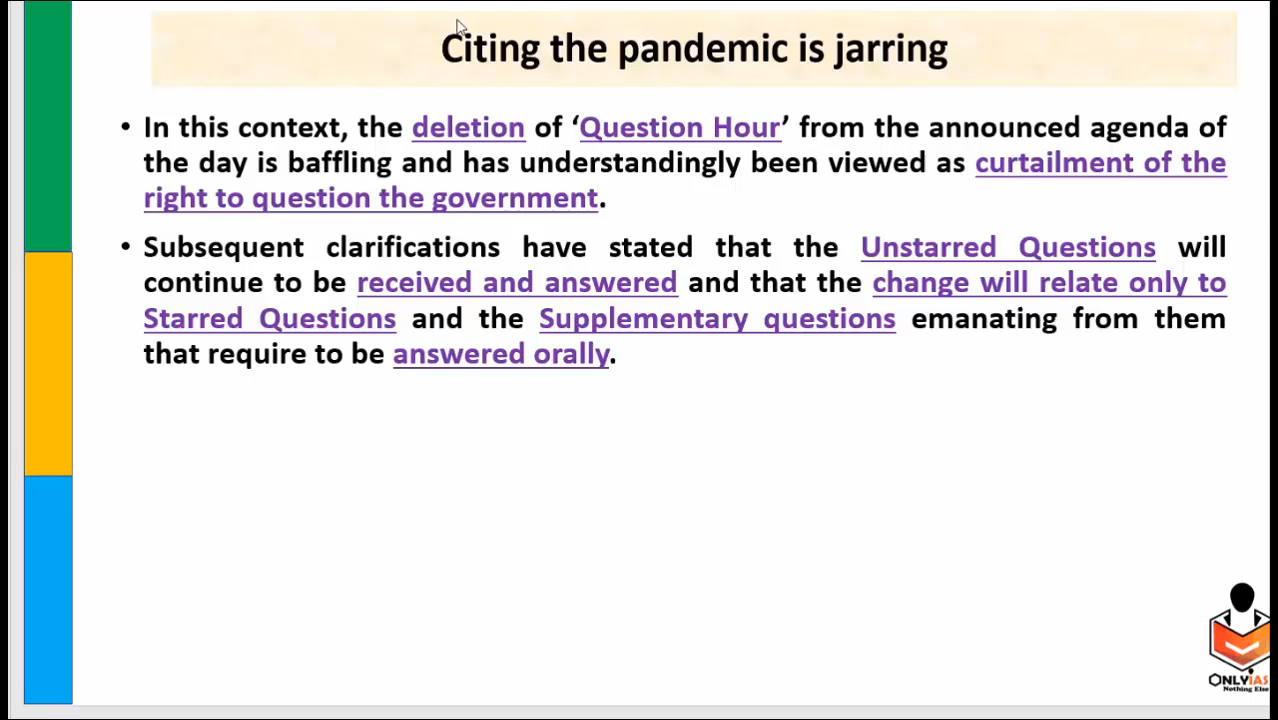 Citing the pandemic is jarring
• In this context, the deletion of ‘Question Hour’ from the announced agenda of
the day is baffling and has understandingly been viewed as curtailment of the
right to question the government.
• Subsequent clarifications have stated that the Unstarred Questions will
continue to be received and answered and that the change will relate only to
Starred Questions and the Supplementary questions emanating from them
that require to be answered orally.
ONLYIAS
Nothing Else